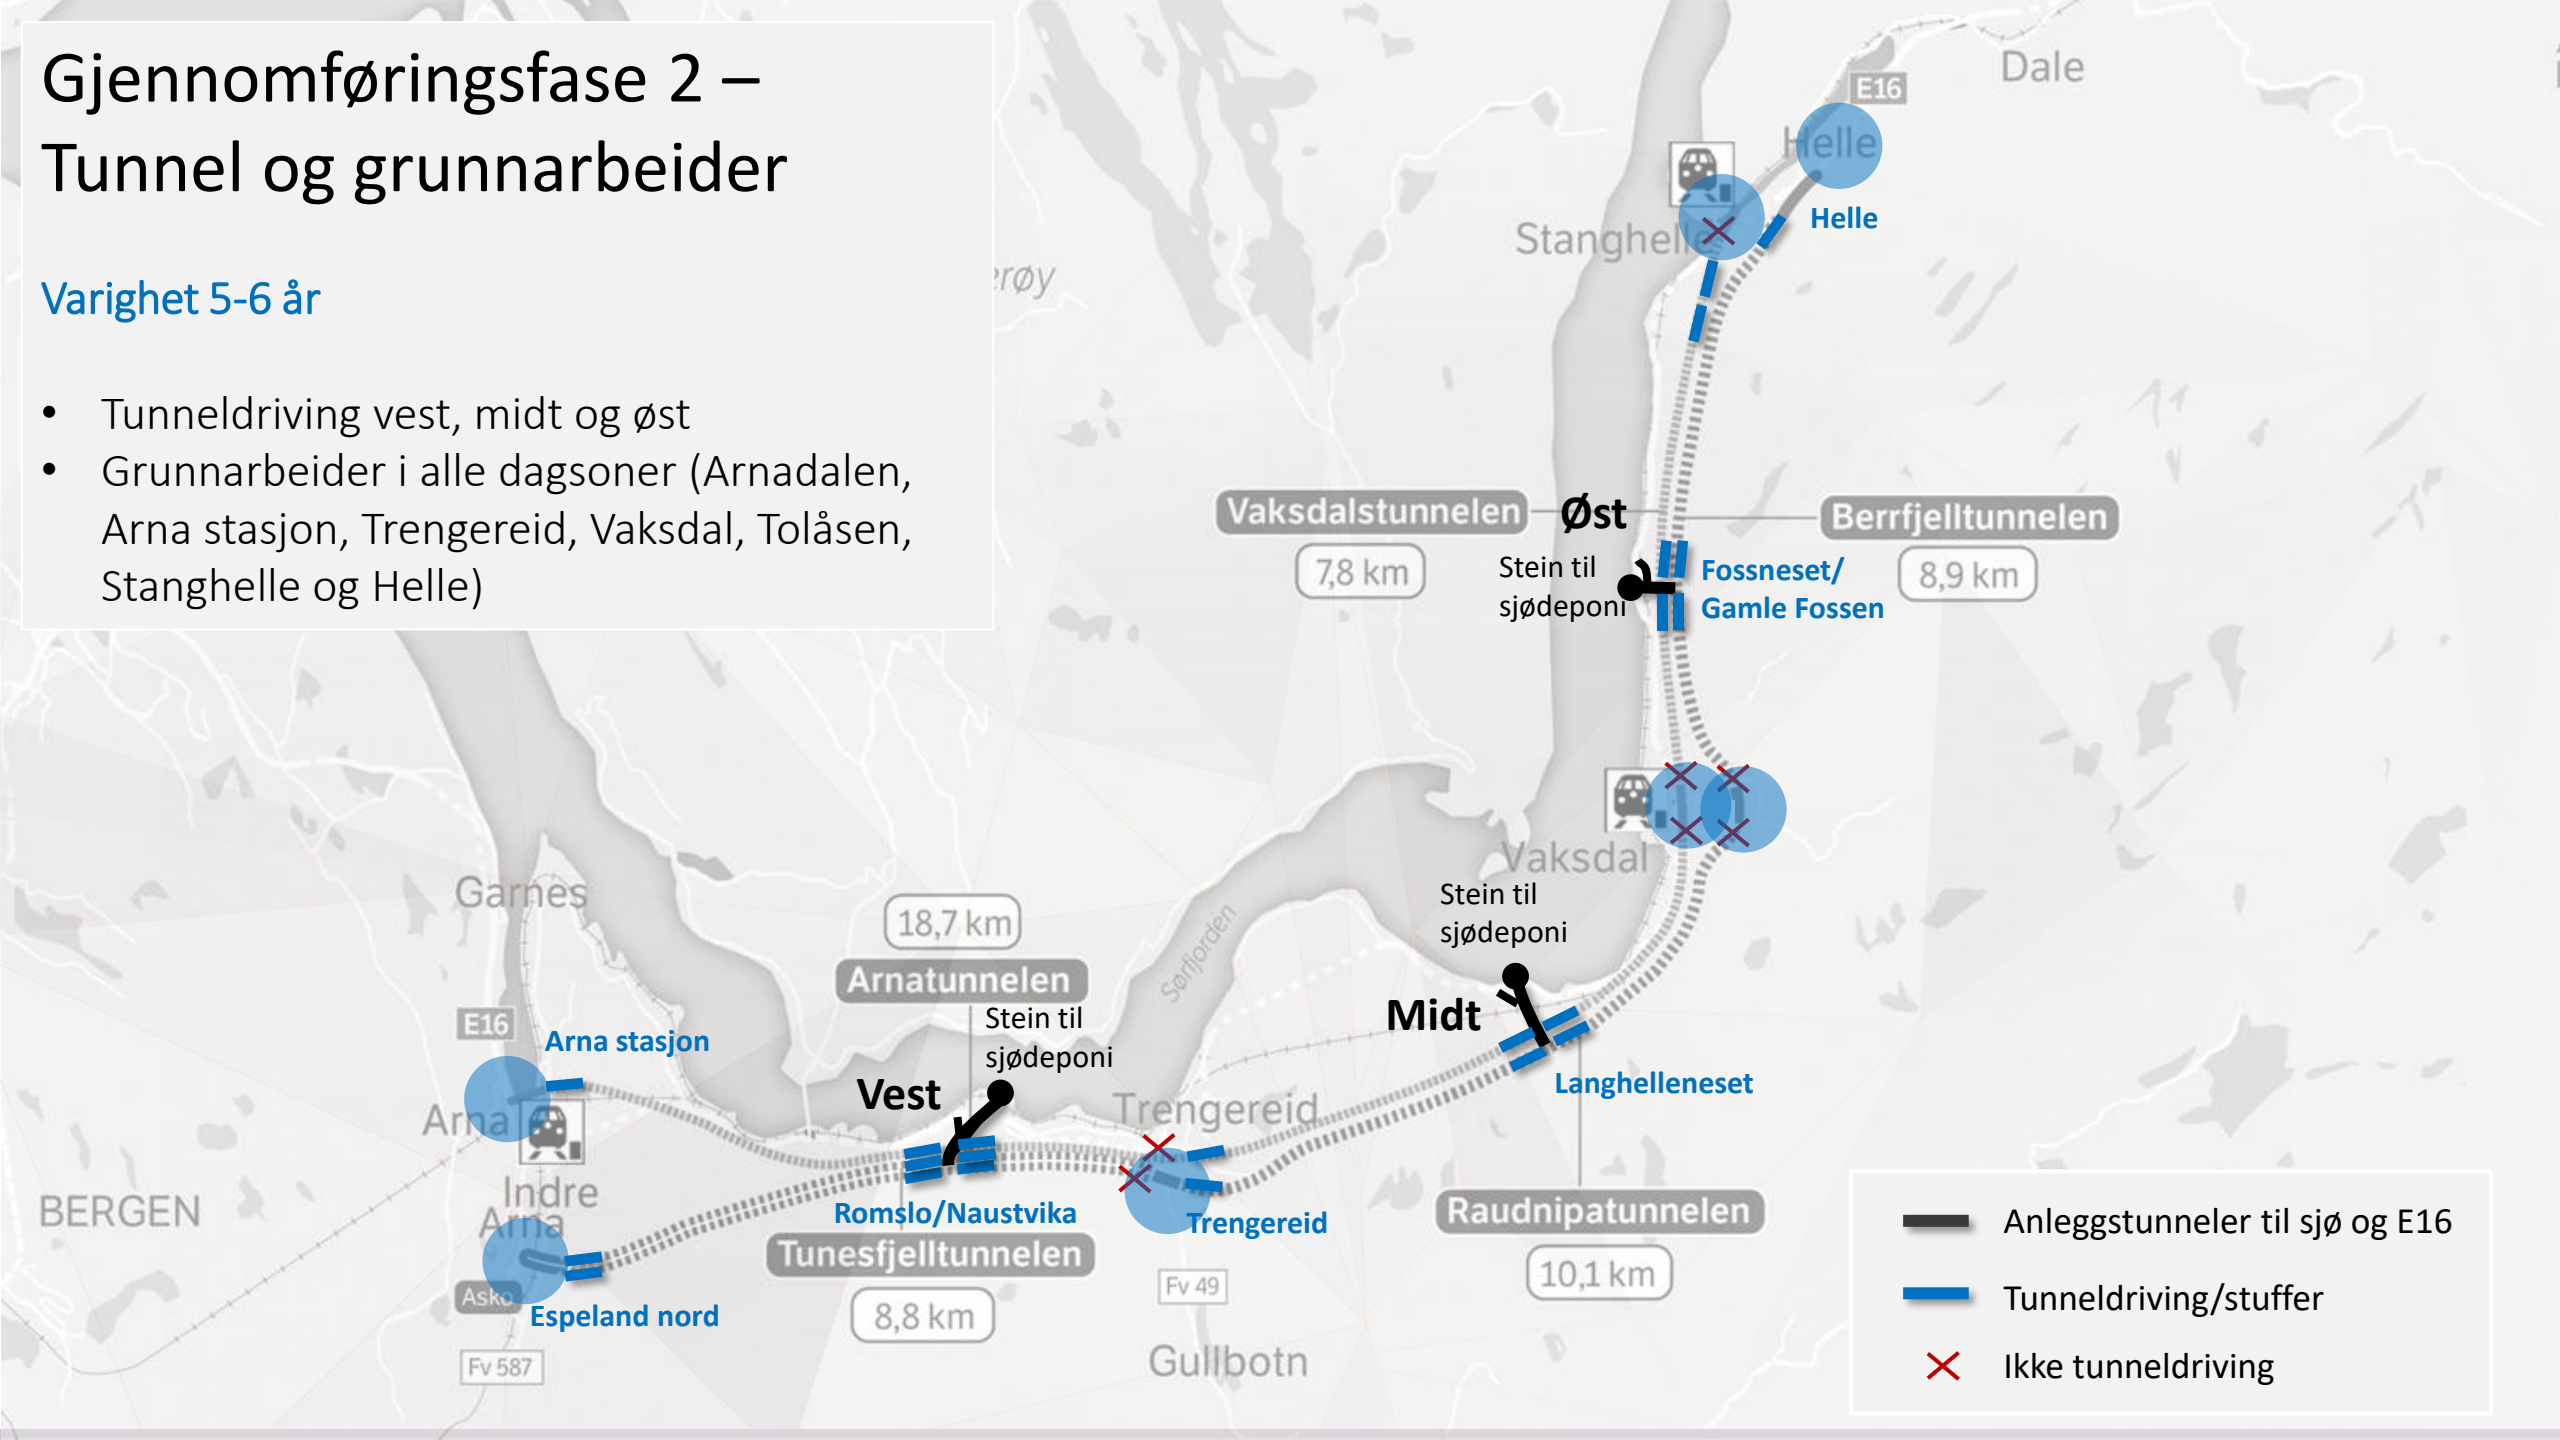 Gjennomføringsfase 2 –
Tunnel og grunnarbeider
Varighet 5-6 år
• Tunneldriving vest, midt og øst
• Grunnarbeider i alle dagsoner (Arnadalen,
Arna stasjon, Trengereid, Vaksdal, Tolåsen,
Stanghelle og Helle)
Dale
E16
Helle
Helle
Stanghelle
Vaksdalstunnelen
7,8 km
Øst
Berrfjelltunnelen
8,9 km
Stein til
sjødeponi
Fossneset/
Gamle Fossen
Vaksdal
Stein til
sjødeponi
Midt
Langhelleneset
Garnes
18,7 km
Arnatunnelen
Sørfjorden
Stein til
sjødeponi
E16
Arna stasjon
Arna
Vest
Trengereid
Indre
Arna
BERGEN
Romslo/Naustvika
Trengereid
Tunesfjelltunnelen
8,8 km
Raudnipatunnelen
10,1 km
Asko
Espeland nord
Fv 49
Fv 587
Gullbotn
Anleggstunneler til sjø og E16
Tunneldriving/stuffer
Ikke tunneldriving